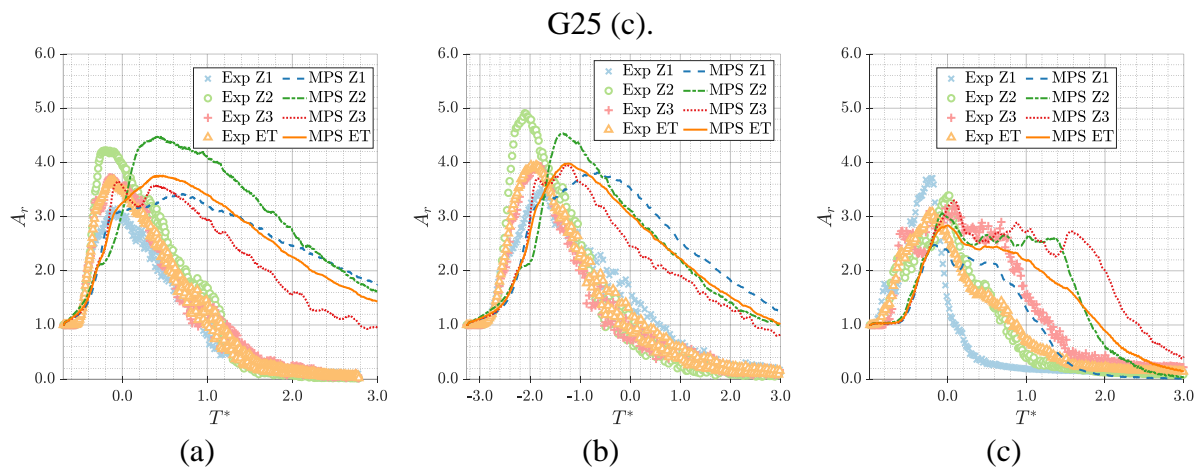 G25 (c).
6.0
5.0
4.0
3.0
2.0
1.0
0.0
A_r
Exp Z1 MPS Z1
Exp Z2 MPS Z2
Exp Z3 MPS Z3
Exp ET MPS ET
0.0 1.0 2.0 3.0
T*
(a)
6.0
5.0
4.0
3.0
2.0
1.0
0.0
A_r
Exp Z1 MPS Z1
Exp Z2 MPS Z2
Exp Z3 MPS Z3
Exp ET MPS ET
-3.0 -2.0 -1.0 0.0 1.0 2.0 3.0
T*
(b)
6.0
5.0
4.0
3.0
2.0
1.0
0.0
A_r
Exp Z1 MPS Z1
Exp Z2 MPS Z2
Exp Z3 MPS Z3
Exp ET MPS ET
0.0 1.0 2.0 3.0
T*
(c)